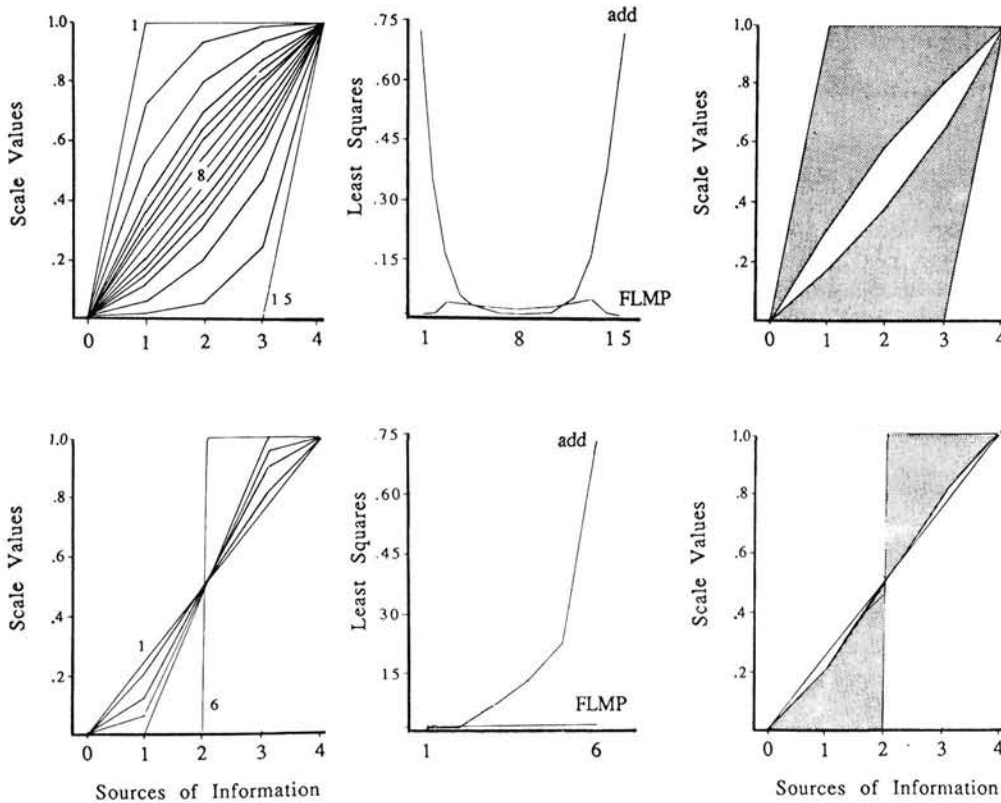 Scale Values
1.0
.8
.6
.4
.2
1
8
1 5
0 1 2 3 4
Least Squares
.75
.60
.45
.30
.15
add
FLMP
1 8 1 5
Scale Values
1.0
.8
.6
.4
.2
0 1 2 3 4
Scale Values
1.0
.8
.6
.4
.2
1
6
0 1 2 3 4
Sources of Information
Least Squares
.75
.60
.45
30
15
add
FLMP
1 6
Scale Values
1.0
.8
.6
.4
.2
0 1 2 3 4
Sources of Information